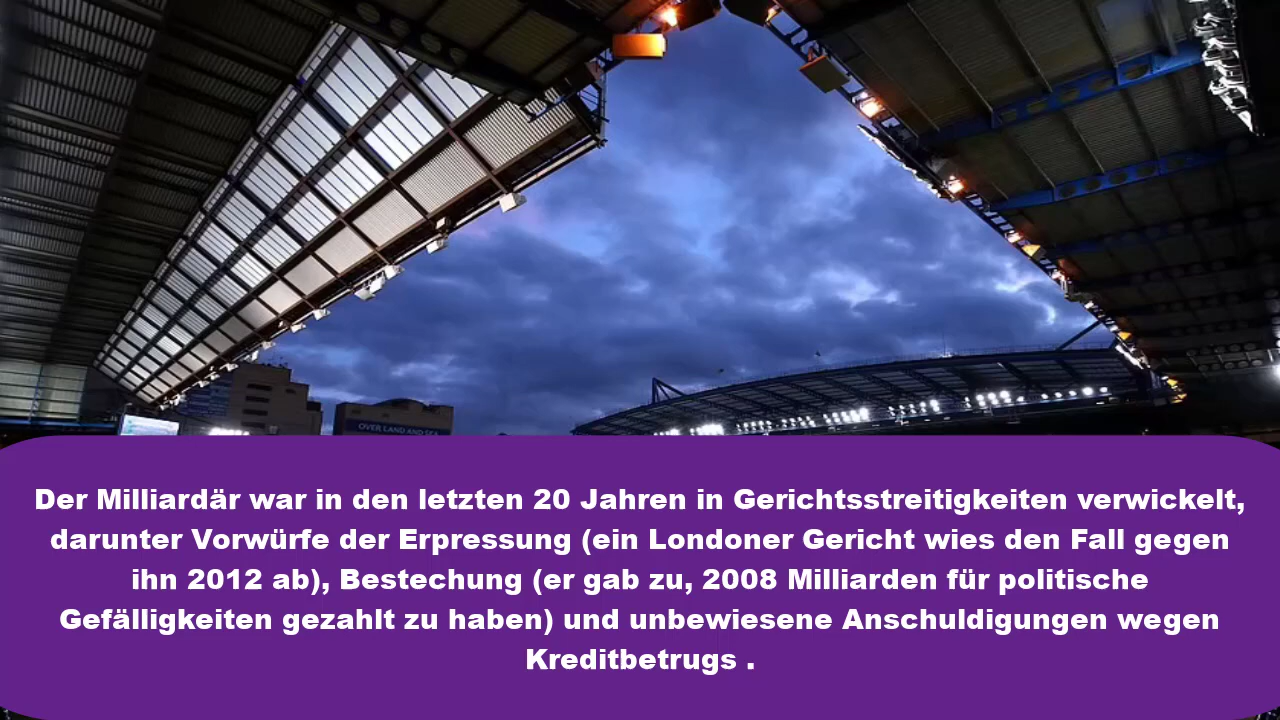 OVER LAND AND SEA
Der Milliardär war in den letzten 20 Jahren in Gerichtsstreitigkeiten verwickelt,
darunter Vorwürfe der Erpressung (ein Londoner Gericht wies den Fall gegen
ihn 2012 ab), Bestechung (er gab zu, 2008 Milliarden für politische
Gefälligkeiten gezahlt zu haben) und unbewiesene Anschuldigungen wegen
Kreditbetrugs .